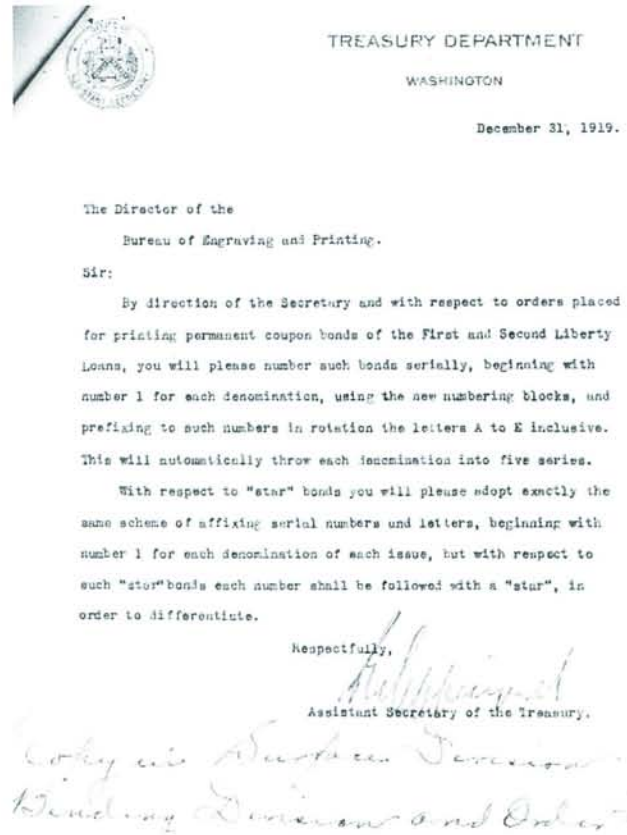 TREASURY DEPARTMENT
WASHINGTON
December 31, 1919.
The Director of the
Bureau of Engraving and Printing.
Sir:
By direction of the Secretary and with respect to orders placed
for printing permanent coupon bonds of the First and Second Liberty
Loans, you will please number such bonds serially, beginning with
number 1 for each denomination, using the new numbering blocks, and
prefixing to such numbers in rotation the letters A to E inclusive.
This will automatically throw each denomination into five series.
With respect to "star" bonds you will please adopt exactly the
same scheme of affixing serial numbers and letters, beginning with
number 1 for each denomination of each issue, but with respect to
such "star"bonds each number shall be followed with a "star", in
order to differentiate.
Respectfully,
Assistant Secretary of the Treasury.
Surface Division
Binding Division and Order